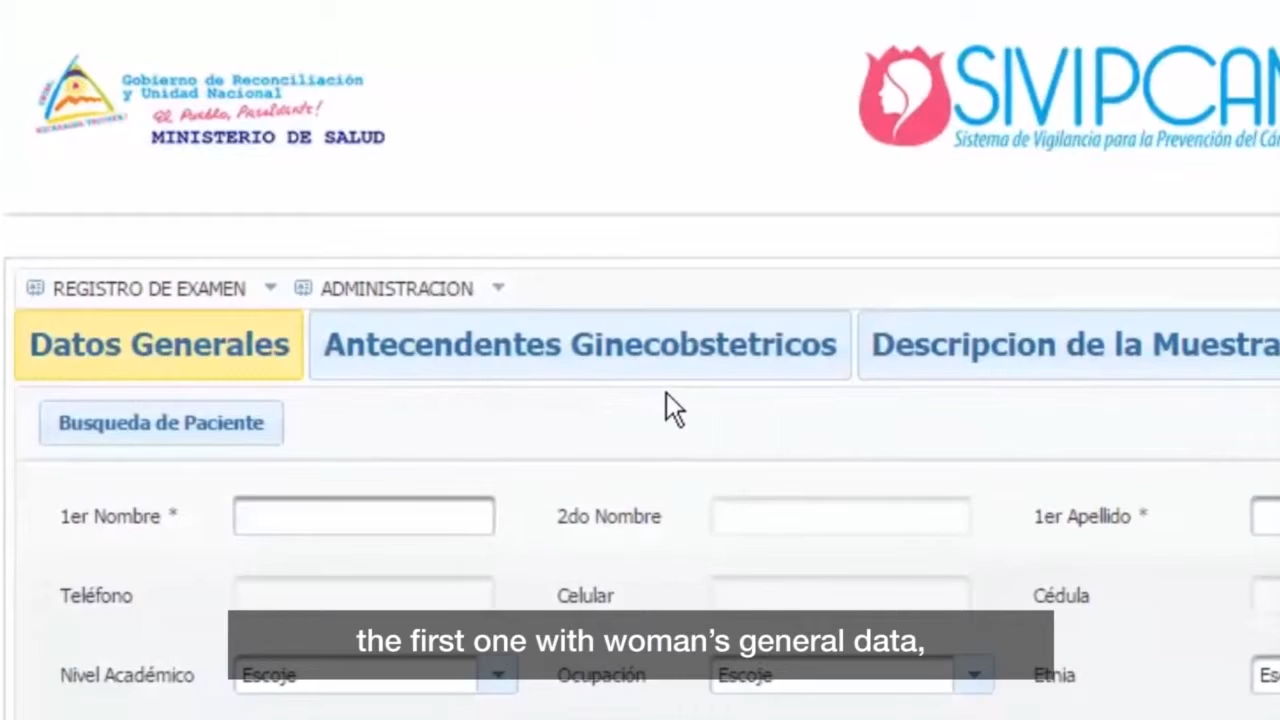 Gobierno de Reconciliación
y Unidad Nacional
El Pueblo, Presidente!
MINISTERIO DE SALUD
SIVIPCAN
Sistema de Vigilancia para la Prevención del Cán
REGISTRO DE EXAMEN
ADMINISTRACION
Datos Generales
Antecendentes Ginecobstetricos
Descripcion de la Muestra
Busqueda de Paciente
1er Nombre *
2do Nombre
1er Apellido *
Teléfono
Celular
Cédula
the first one with woman’s general data,
Nivel Académico
Escoje
Ocupación
Escoje
Etnia
Es